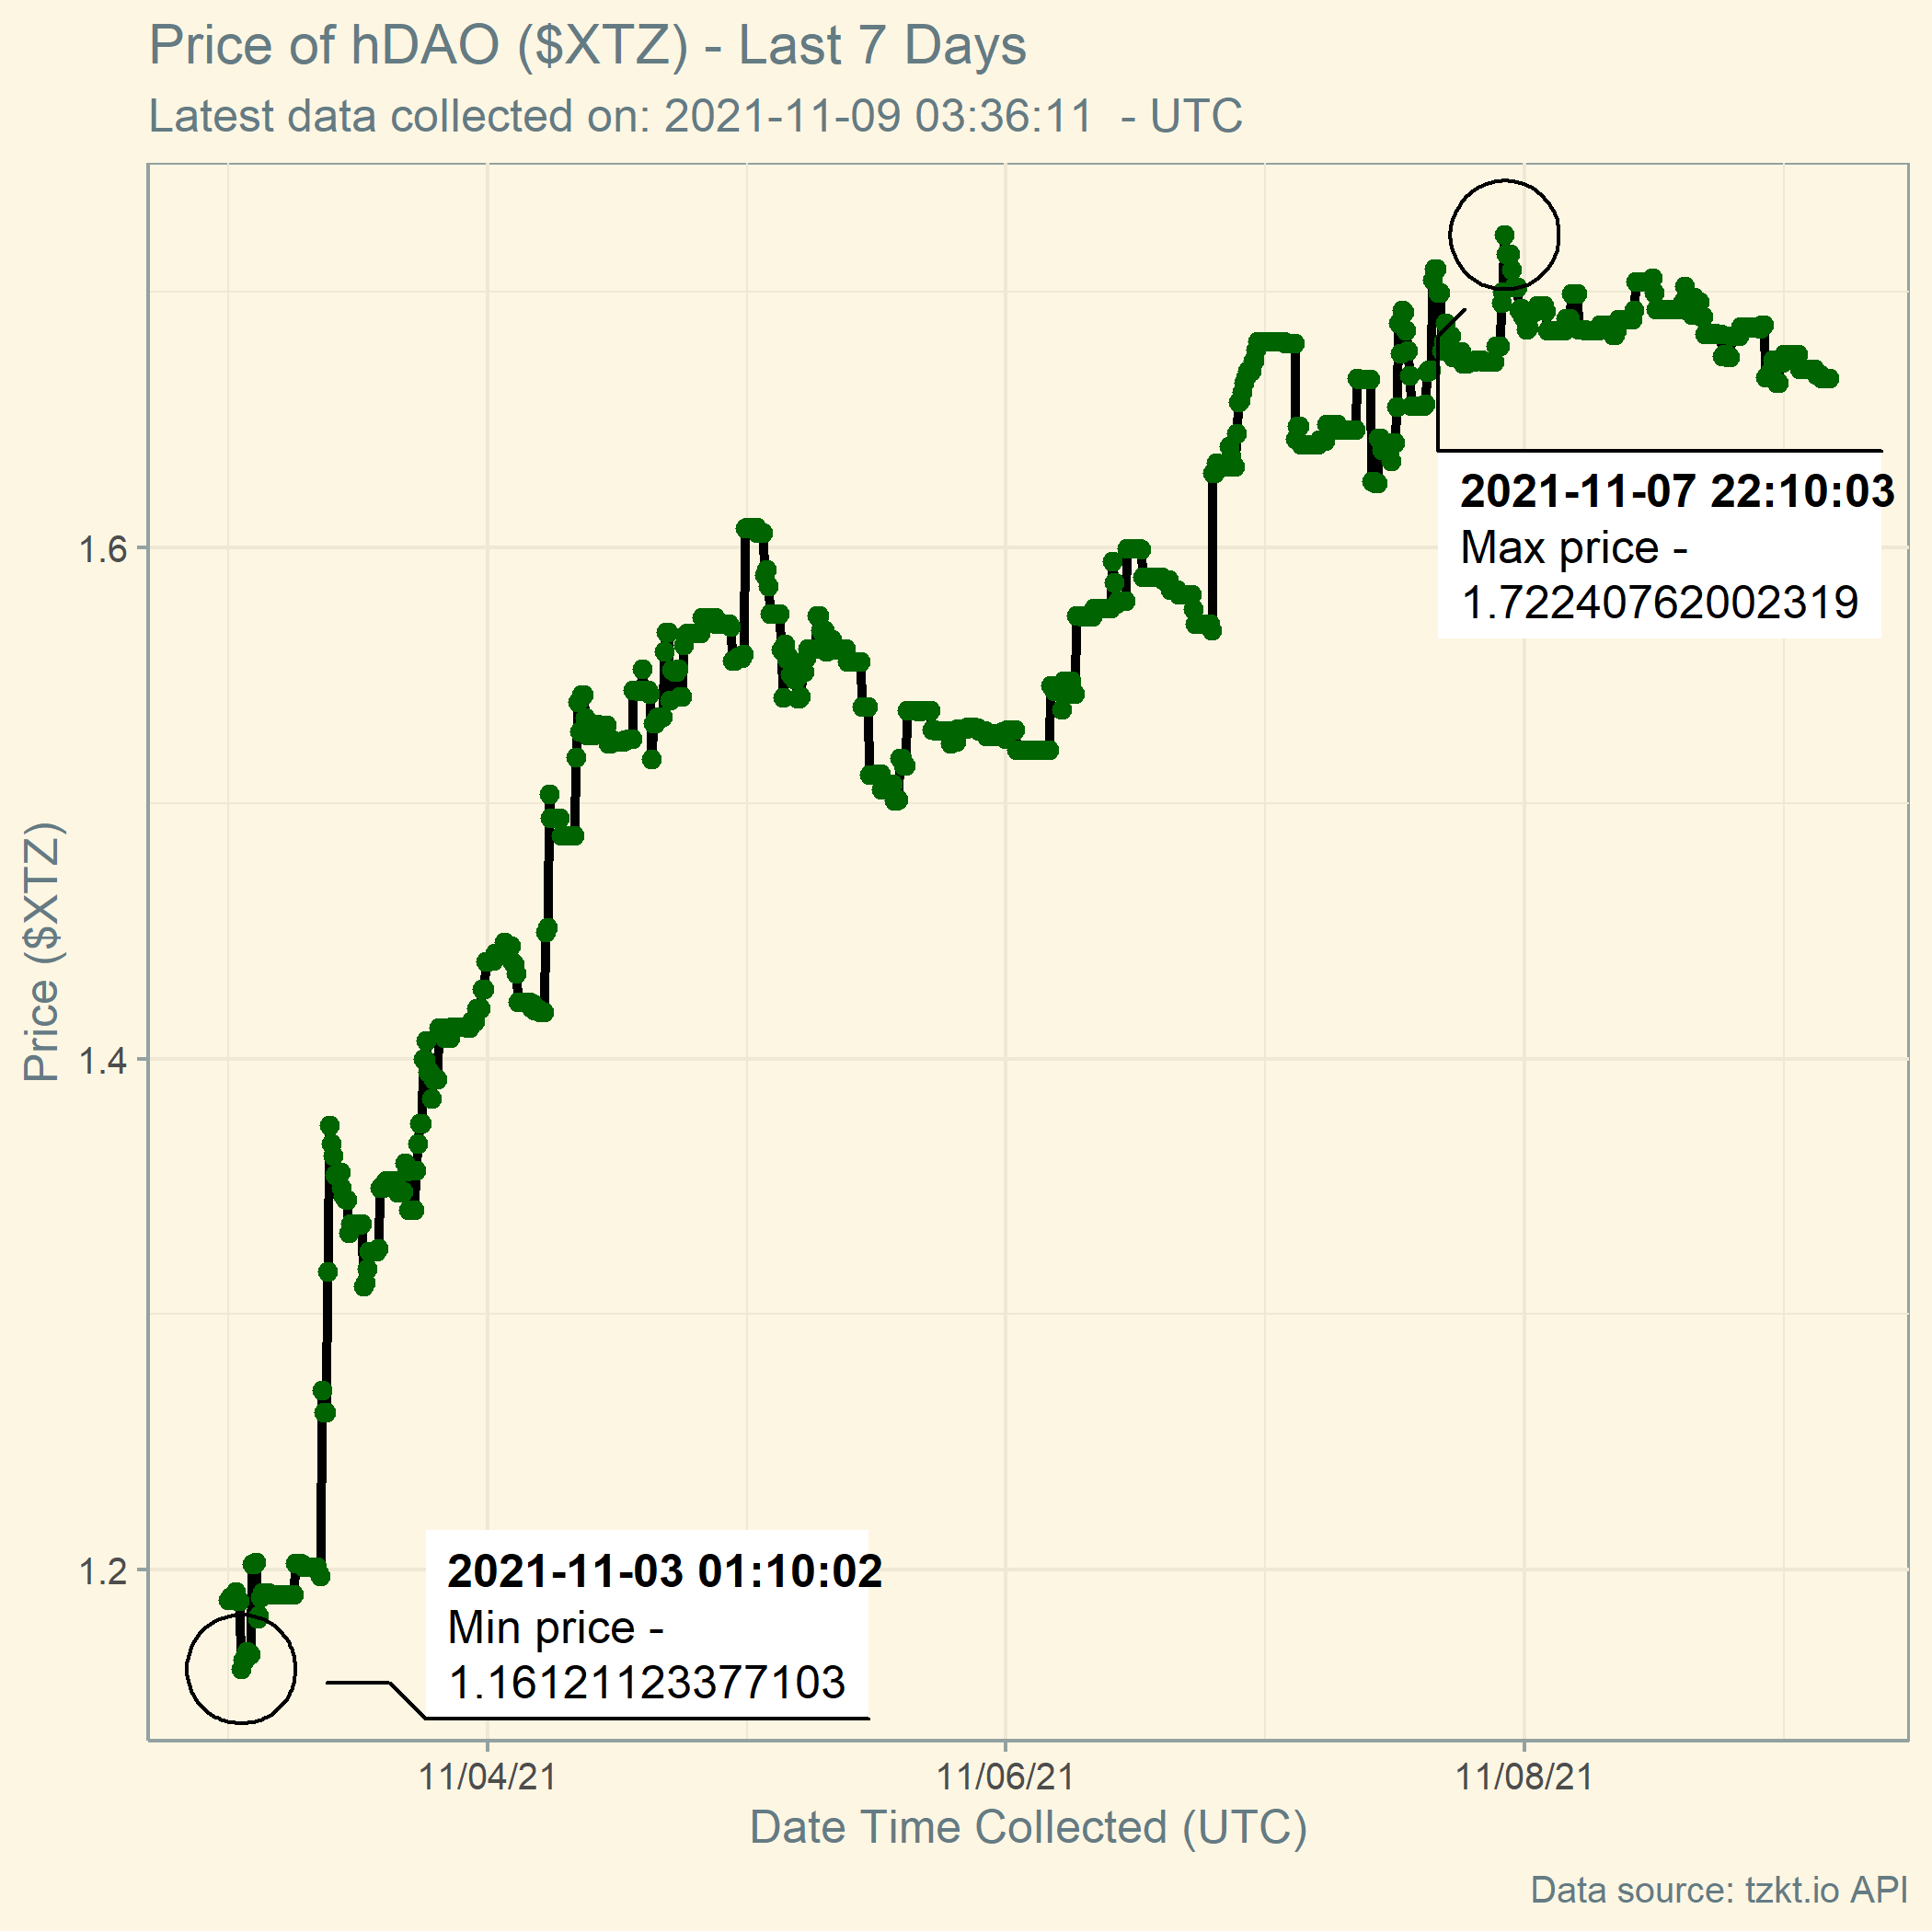 Price of hDAO ($XTZ) - Last 7 Days
Latest data collected on: 2021-11-09 03:36:11  - UTC
2021-11-07 22:10:03
Max price -
1.72240762002319
1.6
Price ($XTZ)
1.4
1.2
2021-11-03 01:10:02
Min price -
1.16121123377103
11/04/21
11/06/21
11/08/21
Date Time Collected (UTC)
Data source: tzkt.io API